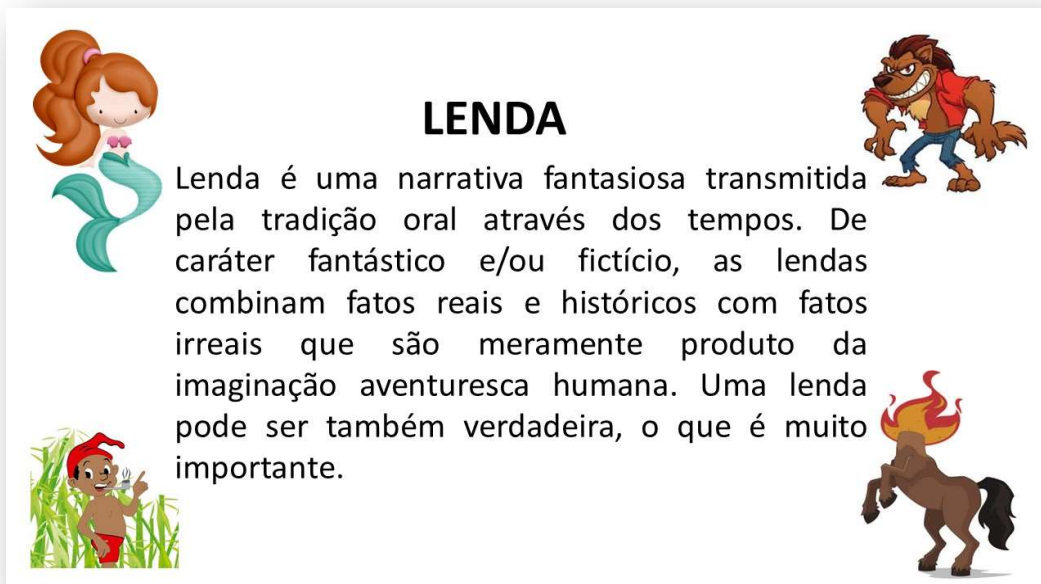 LENDA
Lenda é uma narrativa fantasiosa transmitida
pela tradição oral através dos tempos. De
caráter fantástico e/ou fictício, as lendas
combinam fatos reais e históricos com fatos
irreais que são meramente produto da
imaginação aventuresca humana. Uma lenda
pode ser também verdadeira, o que é muito
importante.